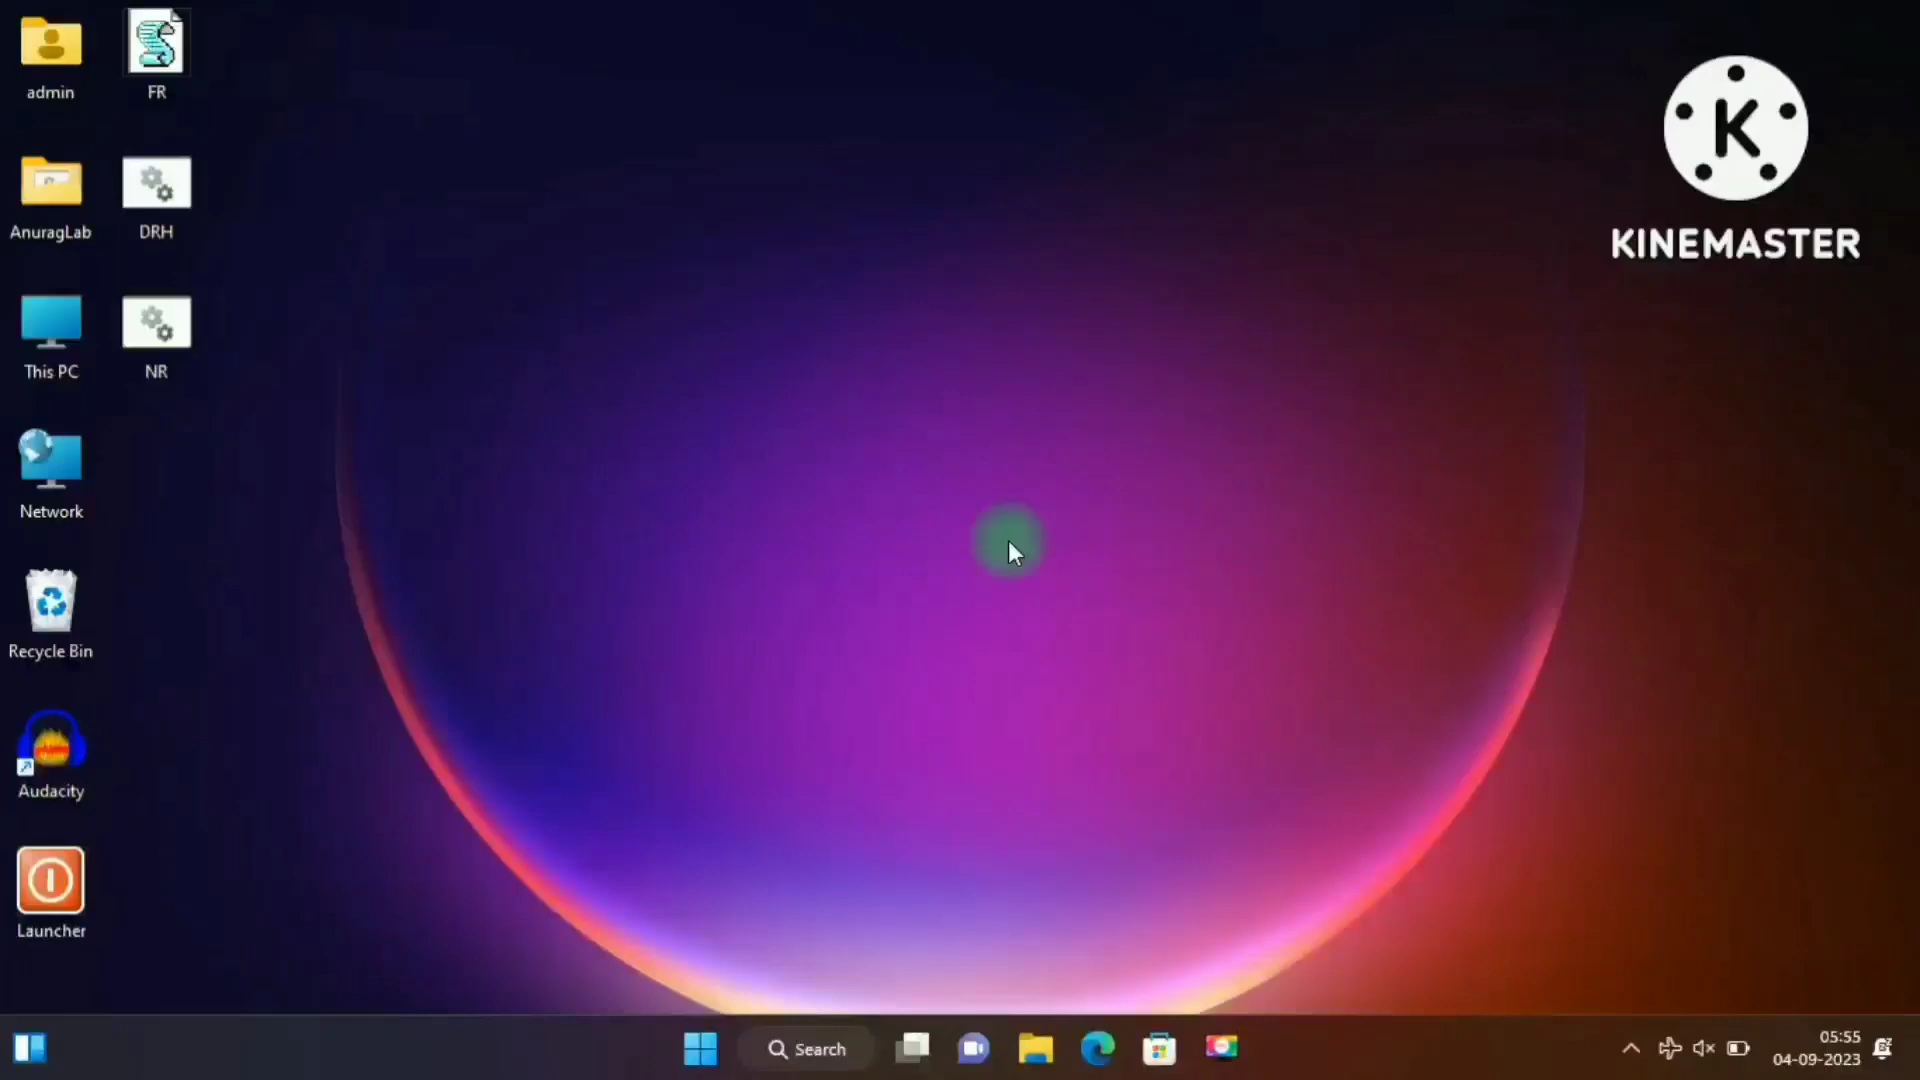 admin
FR
K
KINEMASTER
AnuragLab
DRH
This PC
NR
Network
Recycle Bin
Audacity
Launcher
Search
05:55
04-09-2023